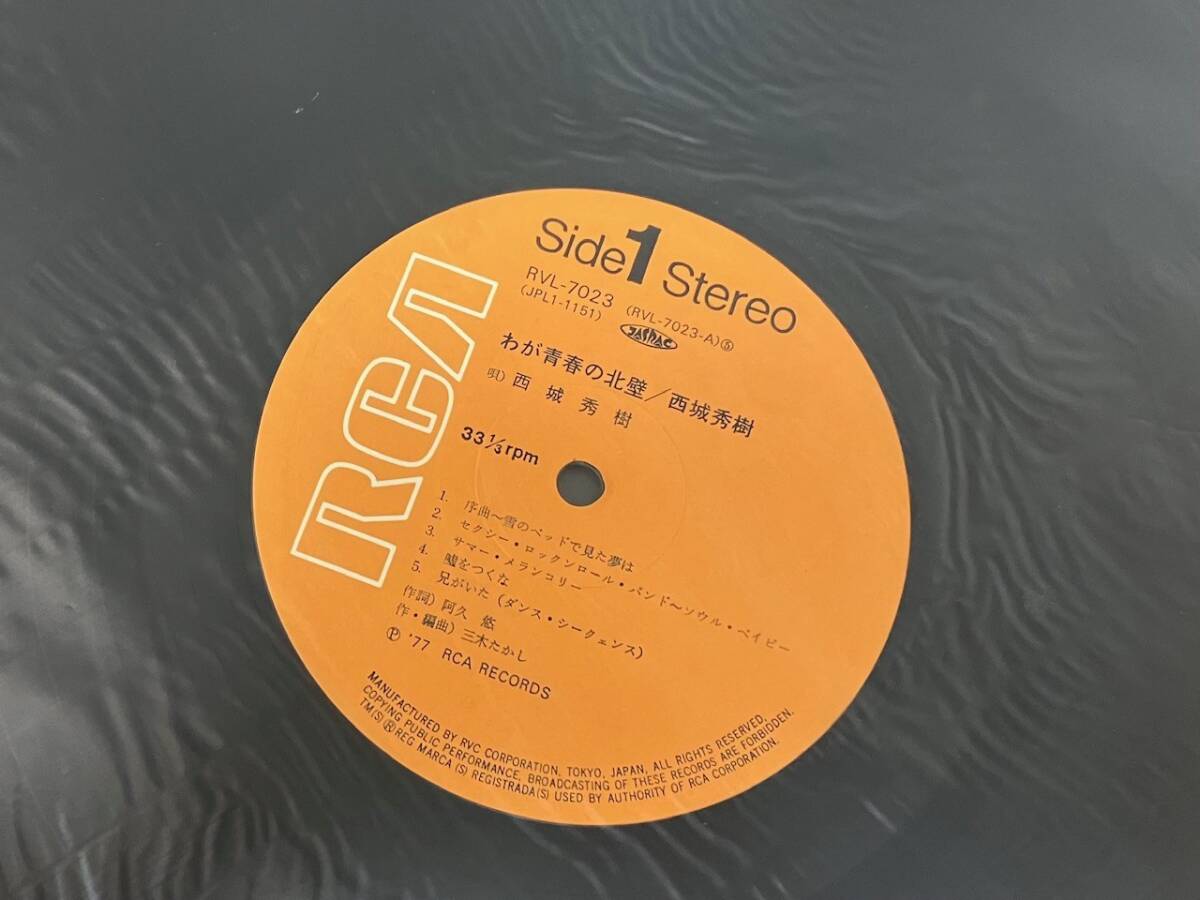 RCA
Side 1 Stereo
RVL-7023 (RVL-7023-A)⑤
(JPL1-1151) JASRAC
わが青春の北壁/西城秀樹
唄) 西城秀樹
33 1/3 rpm
1. 序曲〜雪のベッドで見た夢は
2. セクシー・ロックンロール・バンド〜ソウル・ベイビー
3. サマー・メランコリー
4. 嘘をつくな
5. 兄がいた (ダンス・シークェンス)
作詞) 阿久 悠
作・編曲) 三木たかし
Ⓟ '77 RCA RECORDS
MANUFACTURED BY RVC CORPORATION, TOKYO, JAPAN, ALL RIGHTS RESERVED,
COPYING PUBLIC PERFORMANCE, BROADCASTING OF THESE RECORDS ARE FORBIDDEN.
TM(S) ® REG MARCA (S) REGISTRADA(S) USED BY AUTHORITY OF RCA CORPORATION.